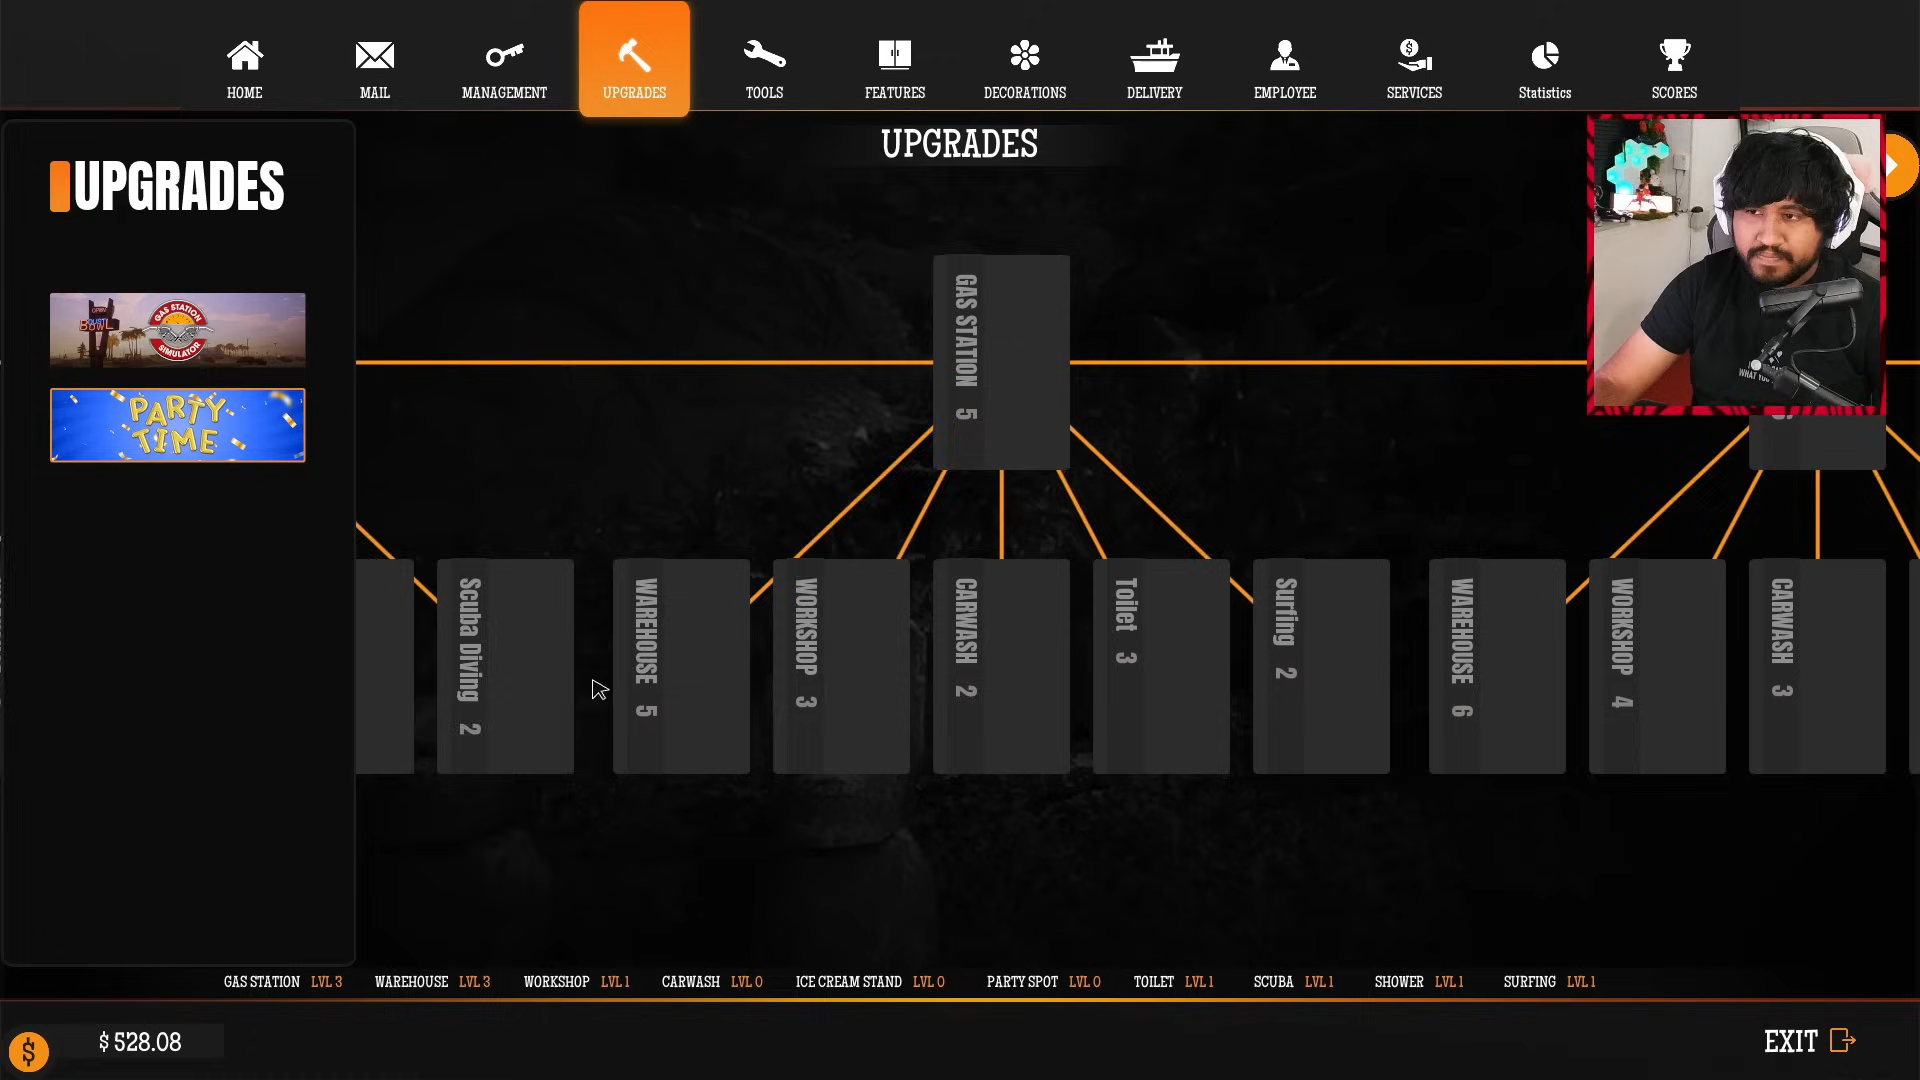 HOME
MAIL
MANAGEMENT
UPGRADES
TOOLS
FEATURES
DECORATIONS
DELIVERY
EMPLOYEE
SERVICES
Statistics
SCORES
UPGRADES
UPGRADES
GAS STATION
SIMULATOR
PARTY
TIME
GAS STATION 5
Scuba Diving 2
WAREHOUSE 5
WORKSHOP 3
CARWASH 2
Toilet 3
Surfing 2
WAREHOUSE 6
WORKSHOP 4
CARWASH 3
GAS STATION LVL 3
WAREHOUSE LVL 3
WORKSHOP LVL 1
CARWASH LVL 0
ICE CREAM STAND LVL 0
PARTY SPOT LVL 0
TOILET LVL 1
SCUBA LVL 1
SHOWER LVL 1
SURFING LVL 1
$ 528.08
EXIT